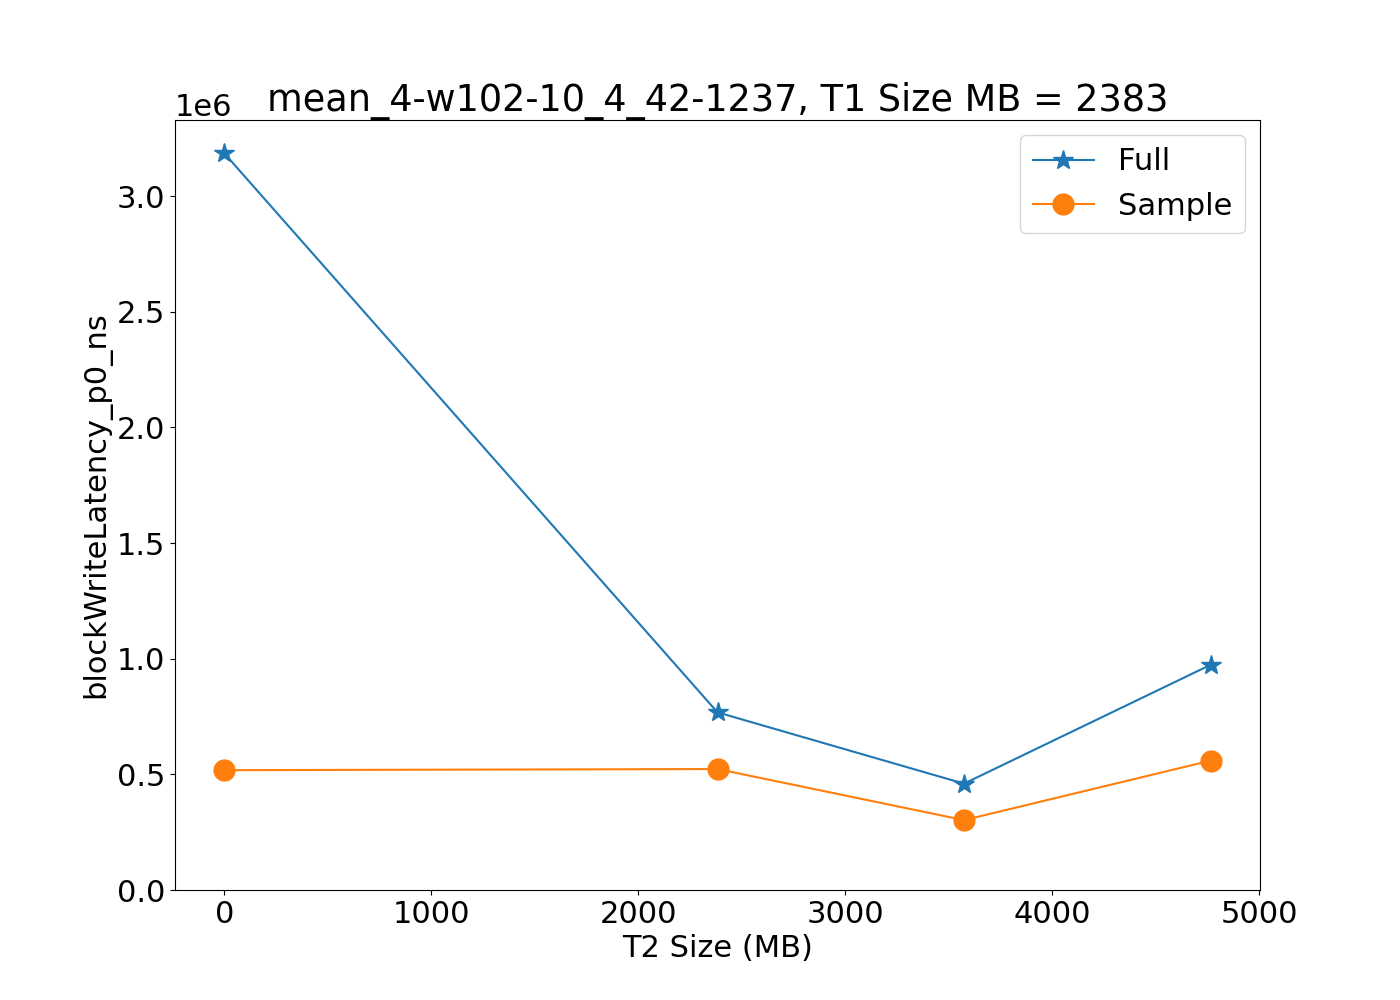 mean_4-w102-10_4_42-1237, T1 Size MB = 2383
1e6
Full
Sample
3.0
2.5
2.0
1.5
1.0
0.5
0.0
blockWriteLatency_p0_ns
0 1000 2000 3000 4000 5000
T2 Size (MB)